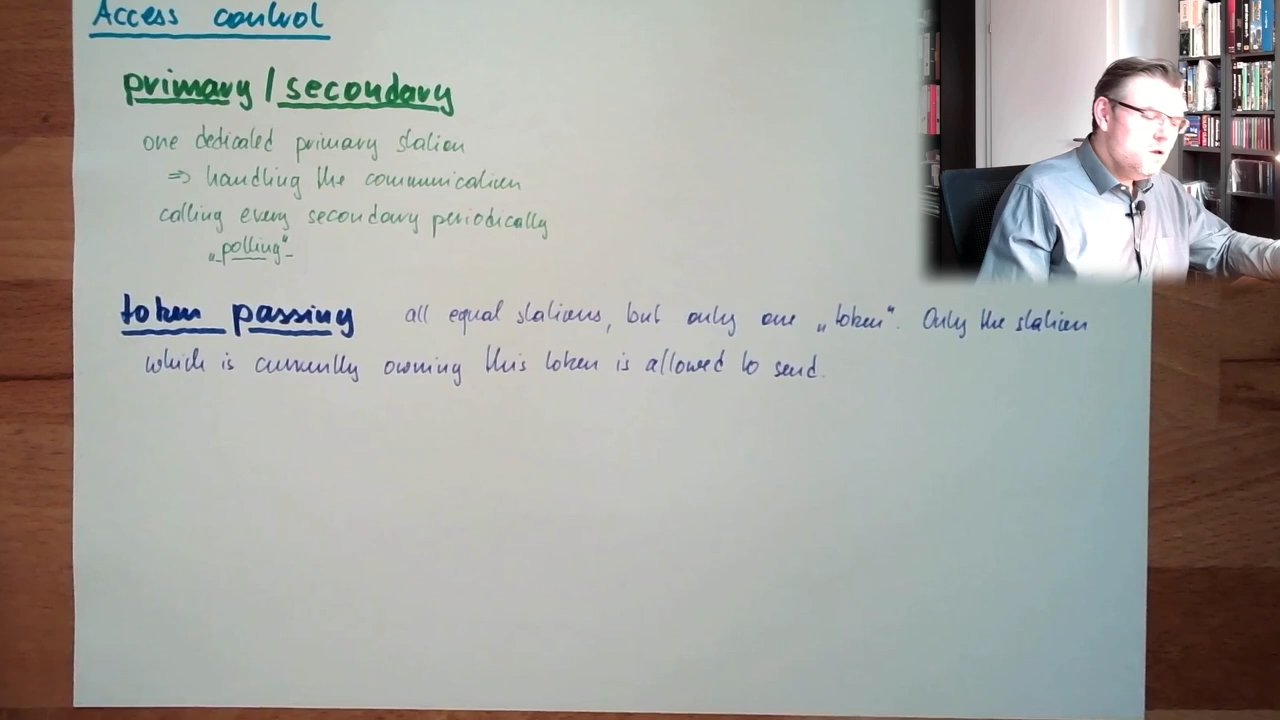 Access control
primary / secondary
one dedicated primary station
⇒ handling the communication
calling every secondary periodically
„polling“
token passing all equal stations, but only one „token“. Only the station
which is currently owning this token is allowed to send.